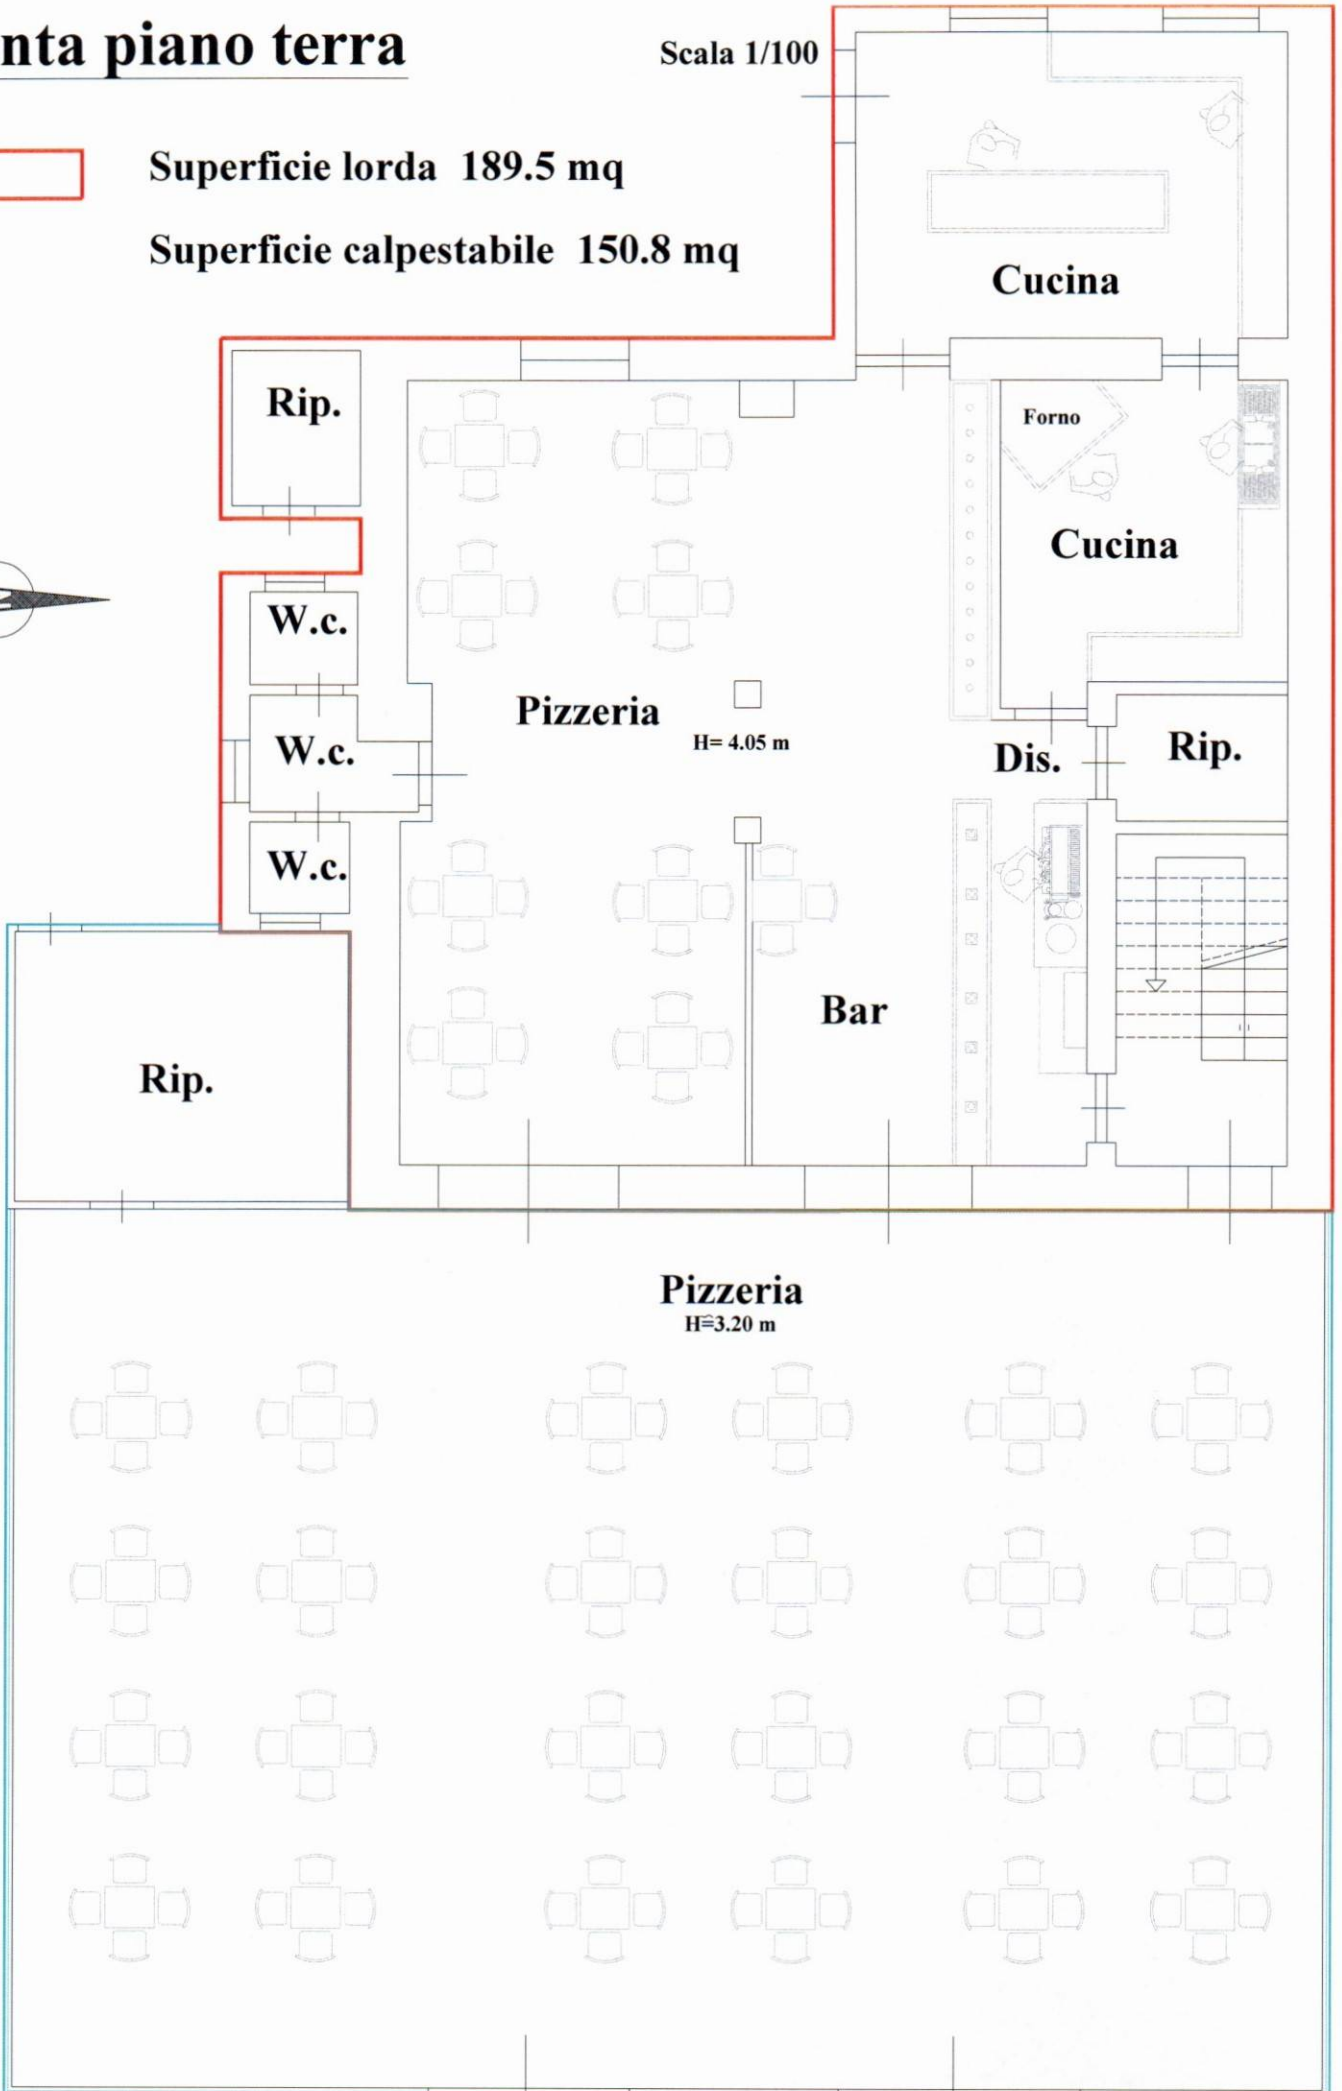 nta piano terra
Scala 1/100
Superficie lorda 189.5 mq
Superficie calpestabile 150.8 mq
Cucina
Rip.
Forno
Cucina
W.c.
Pizzeria
H= 4.05 m
W.c.
Dis.
Rip.
W.c.
Bar
Rip.
Pizzeria
H=3.20 m